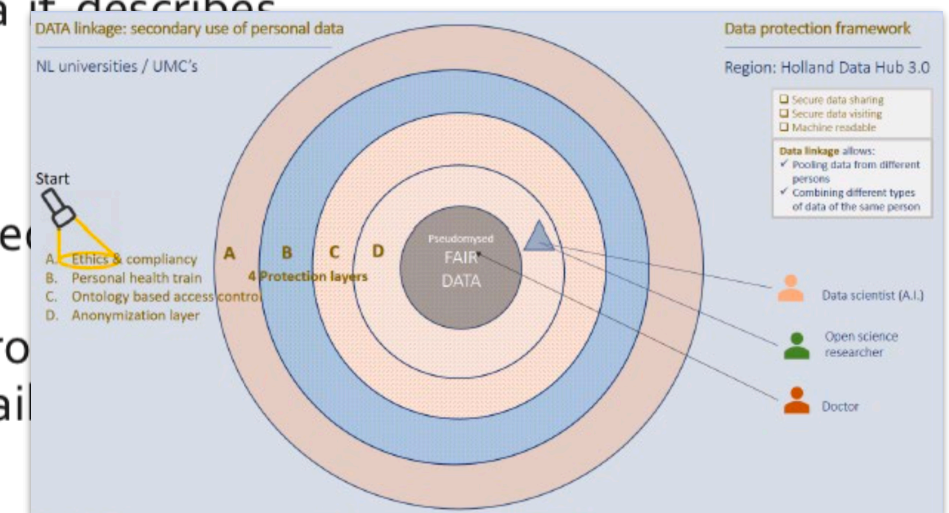 a it describes
DATA linkage: secondary use of personal data
NL universities / UMC's
Data protection framework
Region: Holland Data Hub 3.0
Secure data sharing
Secure data visiting
Machine readable
Data linkage allows:
✓ Pooling data from different
persons
✓ Combining different types
of data of the same person
Start
A. Ethics & compliancy
B. Personal health train
C. Ontology based access control
D. Anonymization layer
A B C D
4 Protection layers
Pseudomysed
FAIR
DATA
Data scientist (A.I.)
Open science
researcher
Doctor